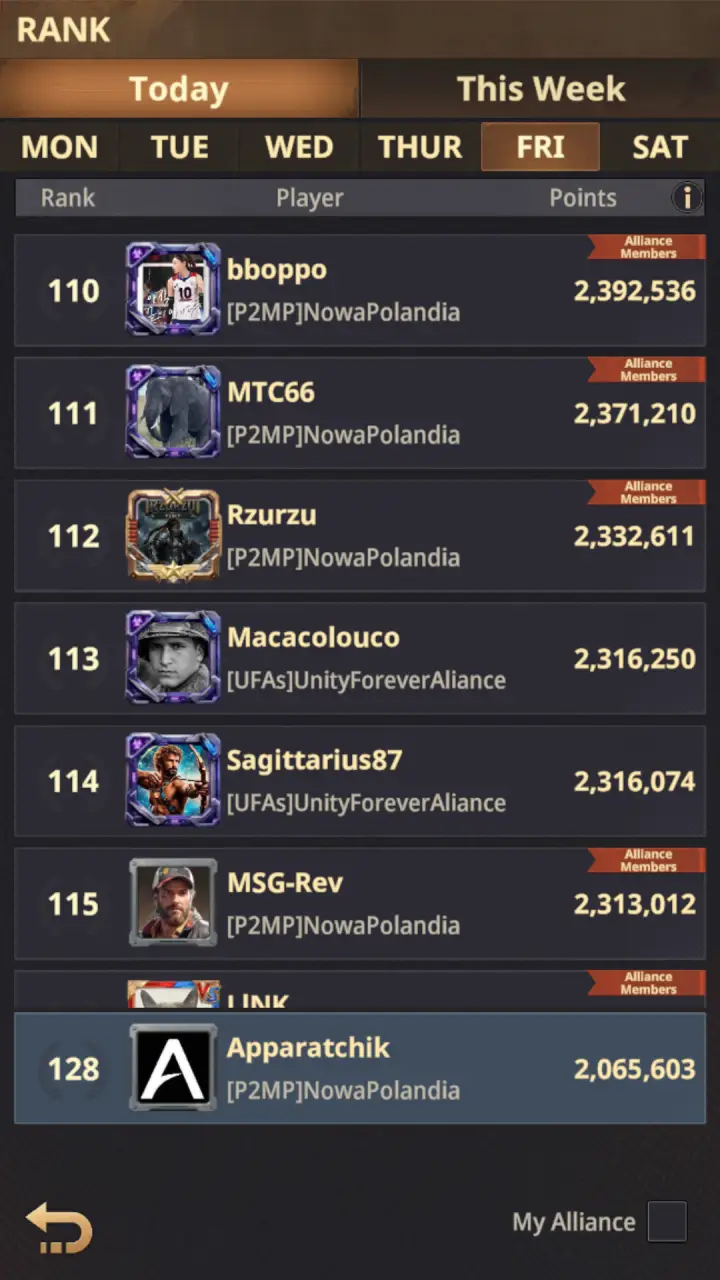 RANK
Today
This Week
MON TUE WED THUR FRI SAT
Rank Player Points i
Alliance
Members
110 bboppo 2,392,536
[P2MP]NowaPolandia
10
Alliance
Members
111 MTC66 2,371,210
[P2MP]NowaPolandia
Alliance
Members
112 Rzurzu 2,332,611
[P2MP]NowaPolandia
RZURZU
113 Macacolouco 2,316,250
[UFAs]UnityForeverAliance
114 Sagittarius87 2,316,074
[UFAs]UnityForeverAliance
Alliance
Members
115 MSG-Rev 2,313,012
[P2MP]NowaPolandia
Alliance
Members
128 Apparatchik 2,065,603
[P2MP]NowaPolandia
A
My Alliance